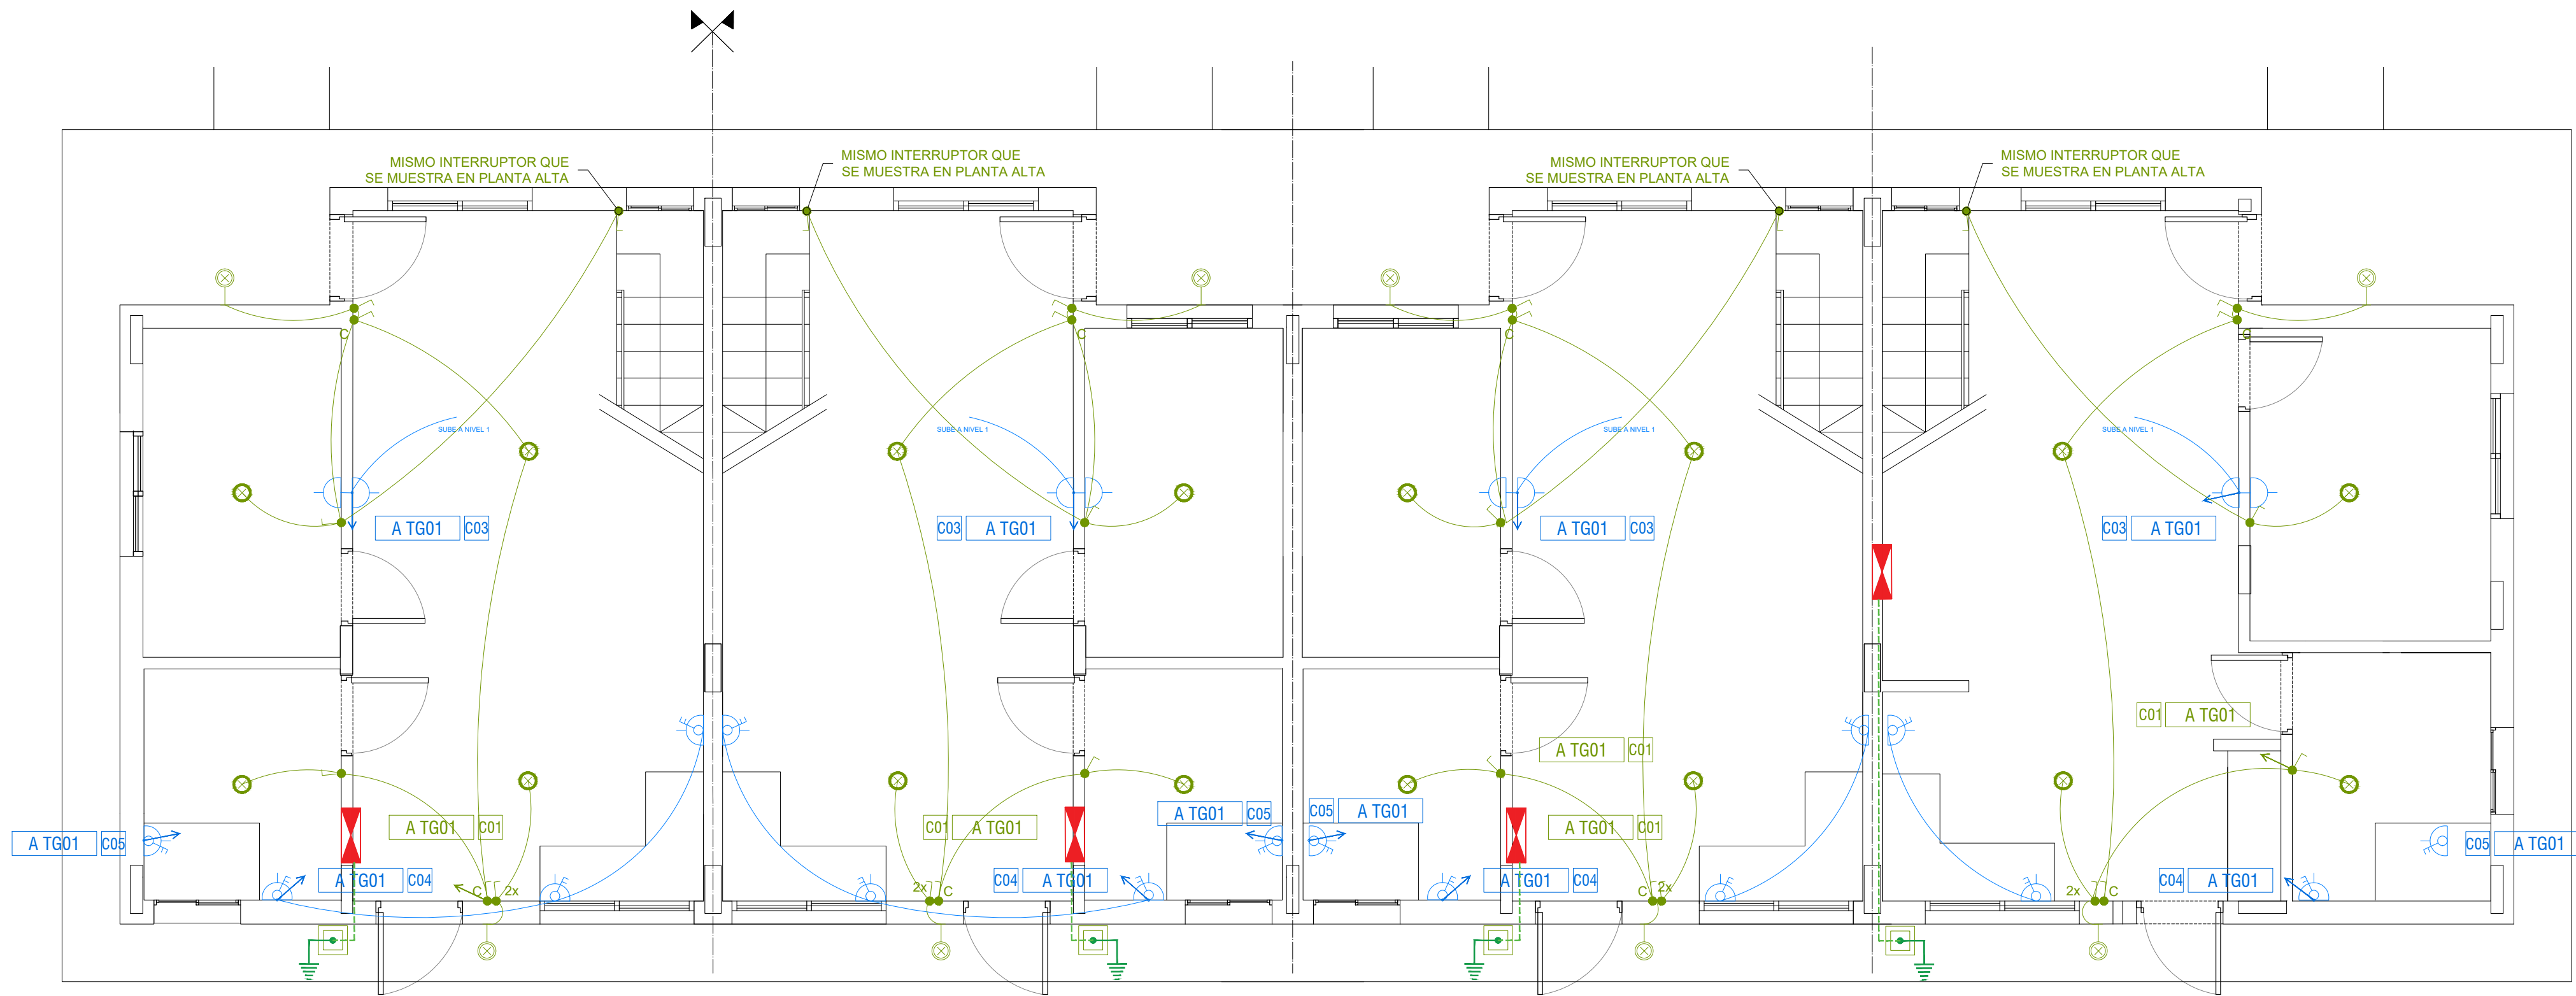 MISMO INTERRUPTOR QUE
SE MUESTRA EN PLANTA ALTA
MISMO INTERRUPTOR QUE
SE MUESTRA EN PLANTA ALTA
MISMO INTERRUPTOR QUE
SE MUESTRA EN PLANTA ALTA
MISMO INTERRUPTOR QUE
SE MUESTRA EN PLANTA ALTA
C
C
C
C
SUBE A NIVEL 1
SUBE A NIVEL 1
SUBE A NIVEL 1
SUBE A NIVEL 1
A TG01 C03
C03 A TG01
A TG01 C03
C03 A TG01
C01 A TG01
A TG01 C01
A TG01 C05
C05 A TG01
A TG01 C01
C01 A TG01
A TG01 C01
A TG01 C05
C05 A TG01
A TG01 C04
C04 A TG01
A TG01 C04
C04 A TG01
C 2x
2x C
C 2x
2x C